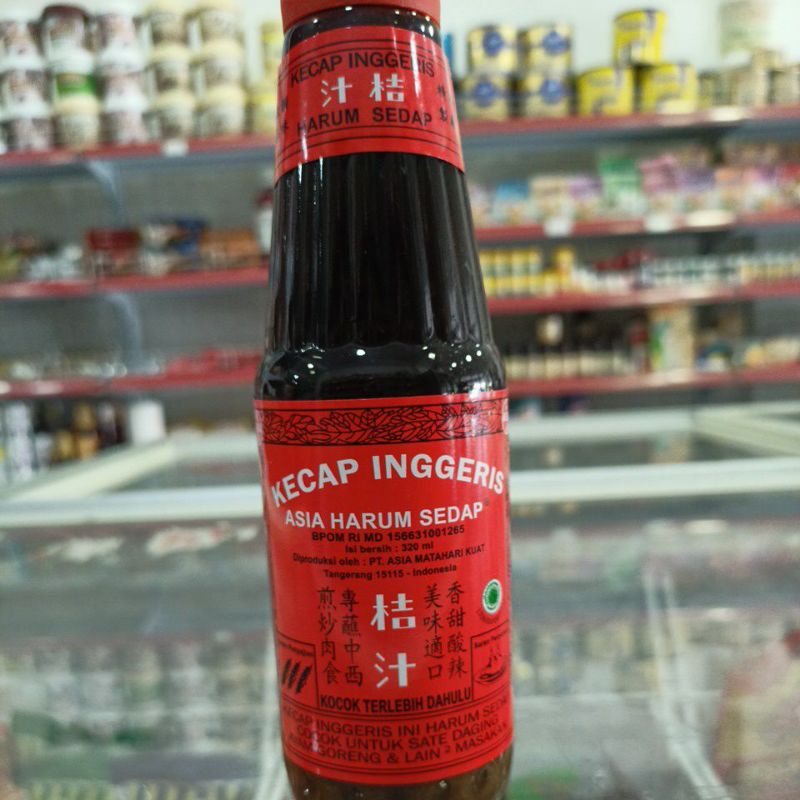 KECAP INGGERIS
汁桔
HARUM SEDAP
KECAP INGGERIS
ASIA HARUM SEDAP
BPOM RI MD 156631001265
Isi bersih : 320 ml
Diproduksi oleh : PT. ASIA MATAHARI KUAT
Tangerang 15115 - Indonesia
香甜酸辣
美味適口
桔汁
專蘸中西
煎炒肉食
KOCOK TERLEBIH DAHULU
KECAP INGGERIS INI HARUM SEDAP
COCOK UNTUK SATE DAGING
AYAM GORENG & LAIN ² MASAKAN